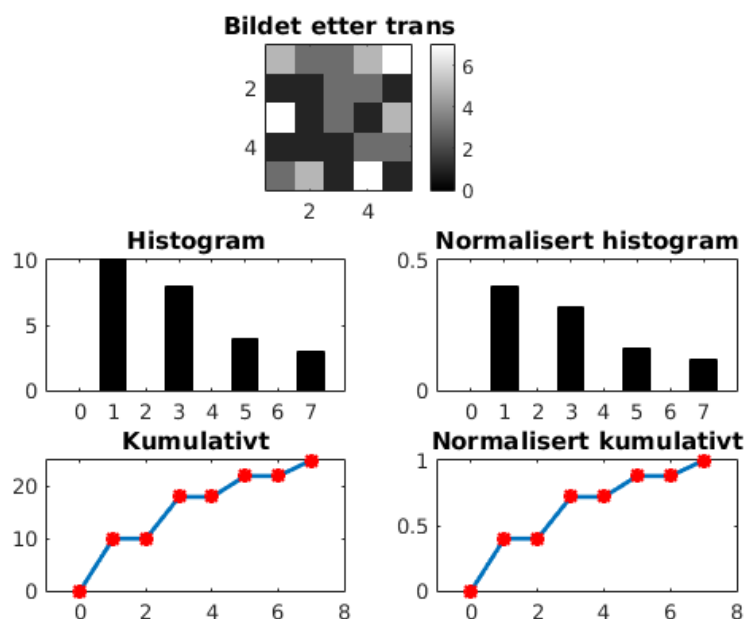 Bildet etter trans
2
4
2 4
6
4
2
0
Histogram
10
5
0
0 1 2 3 4 5 6 7
Normalisert histogram
0.5
0
0 1 2 3 4 5 6 7
Kumulativt
20
10
0
0 2 4 6 8
Normalisert kumulativt
1
0.5
0
0 2 4 6 8